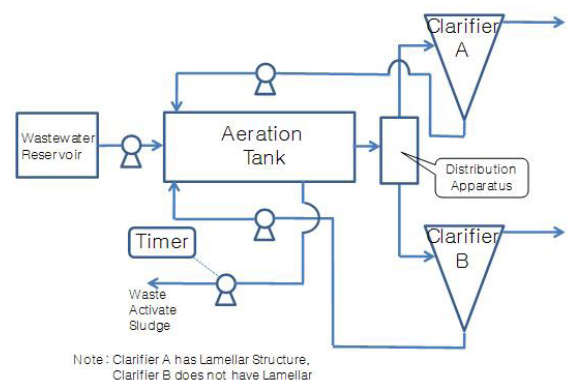 Clarifier
A
Wastewater
Reservoir
Aeration
Tank
Distribution
Apparatus
Timer
Clarifier
B
Waste
Activate
Sludge
Note : Clarifier A has Lamellar Structure,
Clarifier B does not have Lamellar